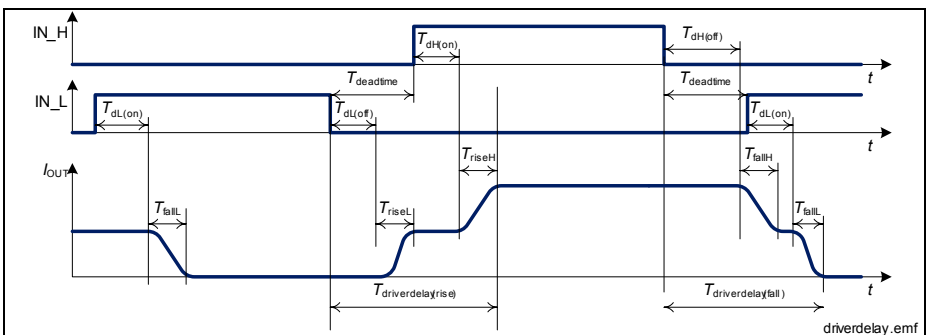 IN_H
TdH(on)
TdH(off)
Tdeadtime
Tdeadtime
t
IN_L
TdL(on)
TdL(off)
TdL(on)
t
IOUT
TriseH
TfallH
TfallL
TriseL
TfallL
t
Tdriverdelay(rise)
Tdriverdelay(fall)
driverdelay.emf